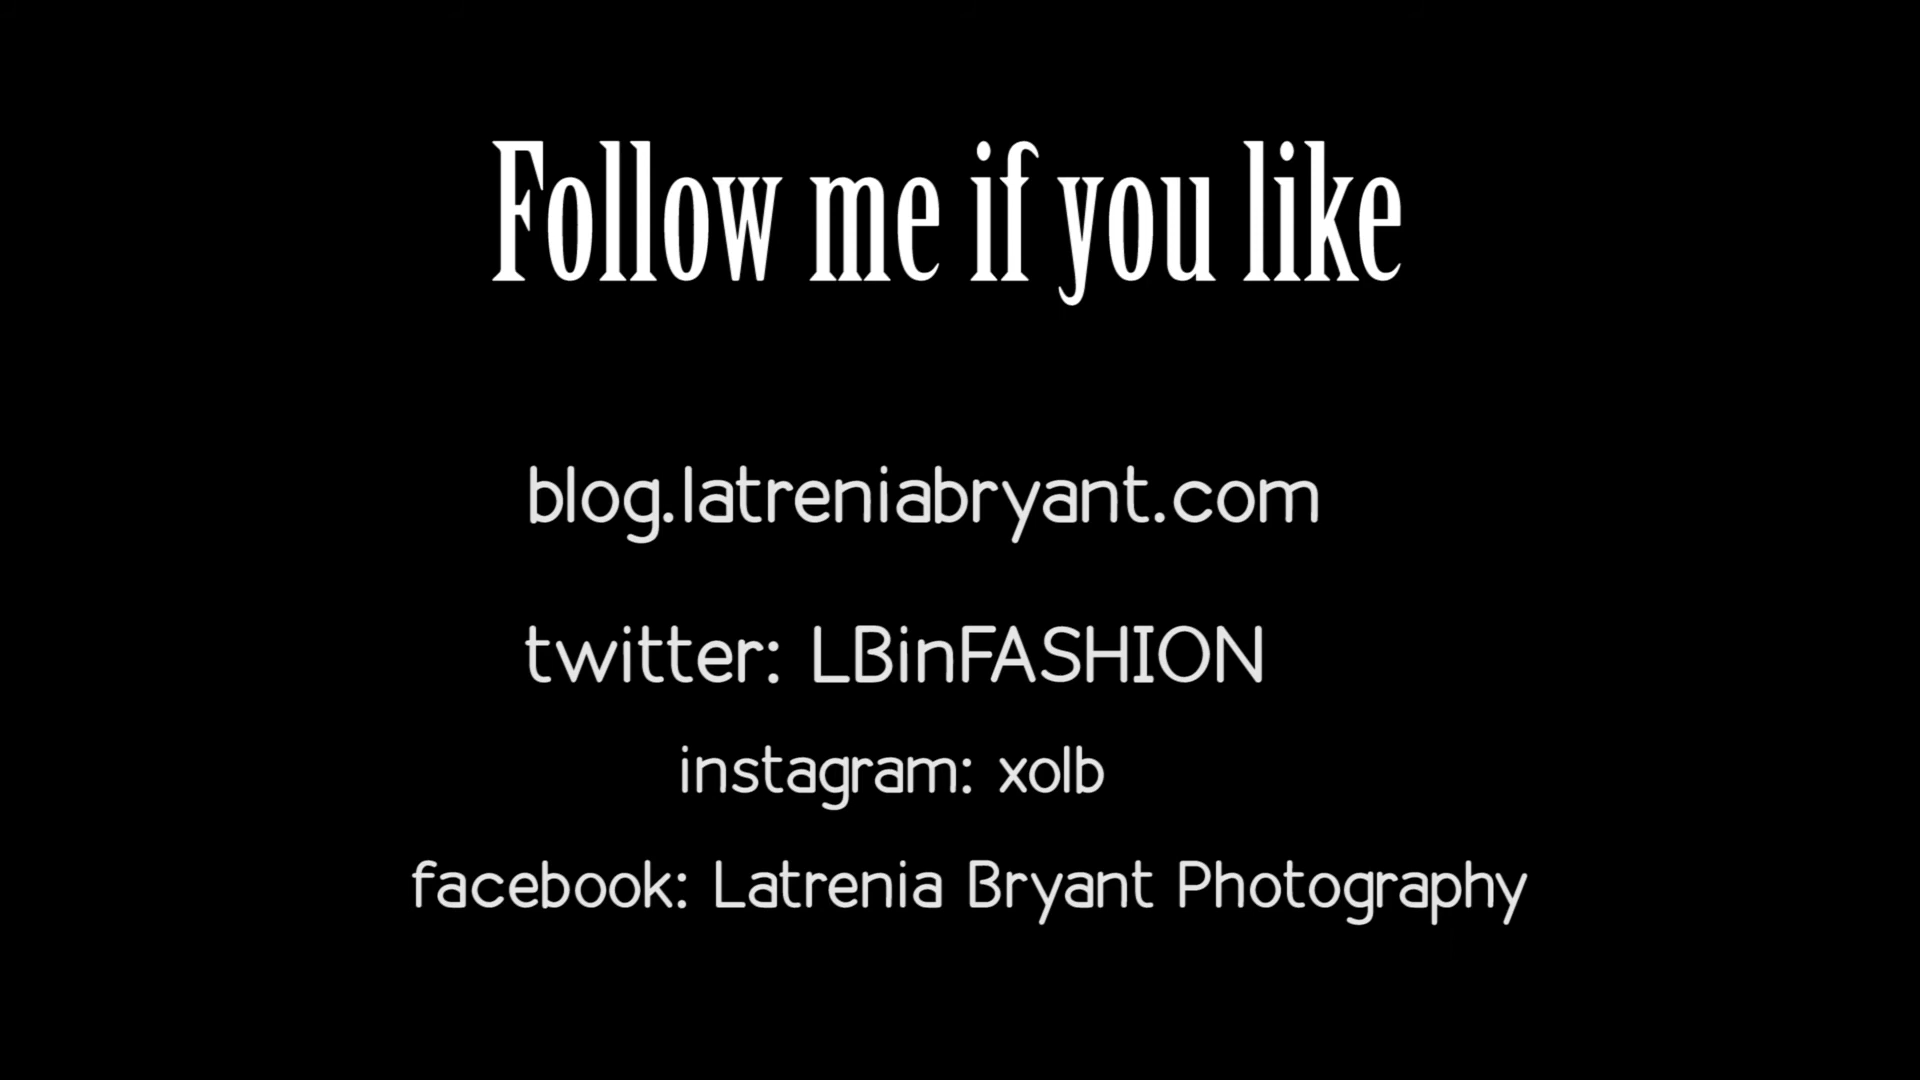 Follow me if you like
blog.latreniabryant.com
twitter: LBinFASHION
instagram: xolb
facebook: Latrenia Bryant Photography